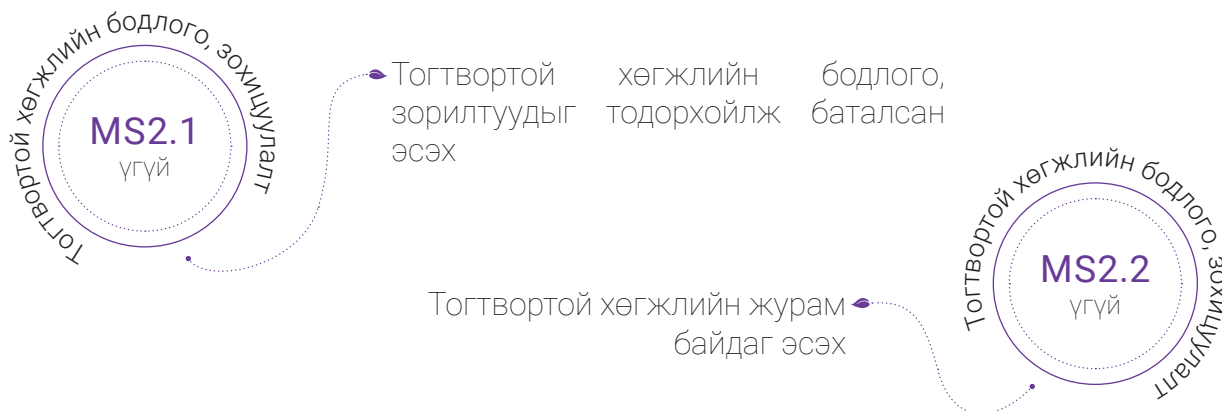 Тогтвортой хөгжлийн бодлого, зохицуулалт
MS2.1
үгүй
Тогтвортой хөгжлийн бодлого,
зорилтуудыг тодорхойлж баталсан
эсэх
Тогтвортой хөгжлийн бодлого, зохицуулалт
MS2.2
үгүй
Тогтвортой хөгжлийн журам
байдаг эсэх